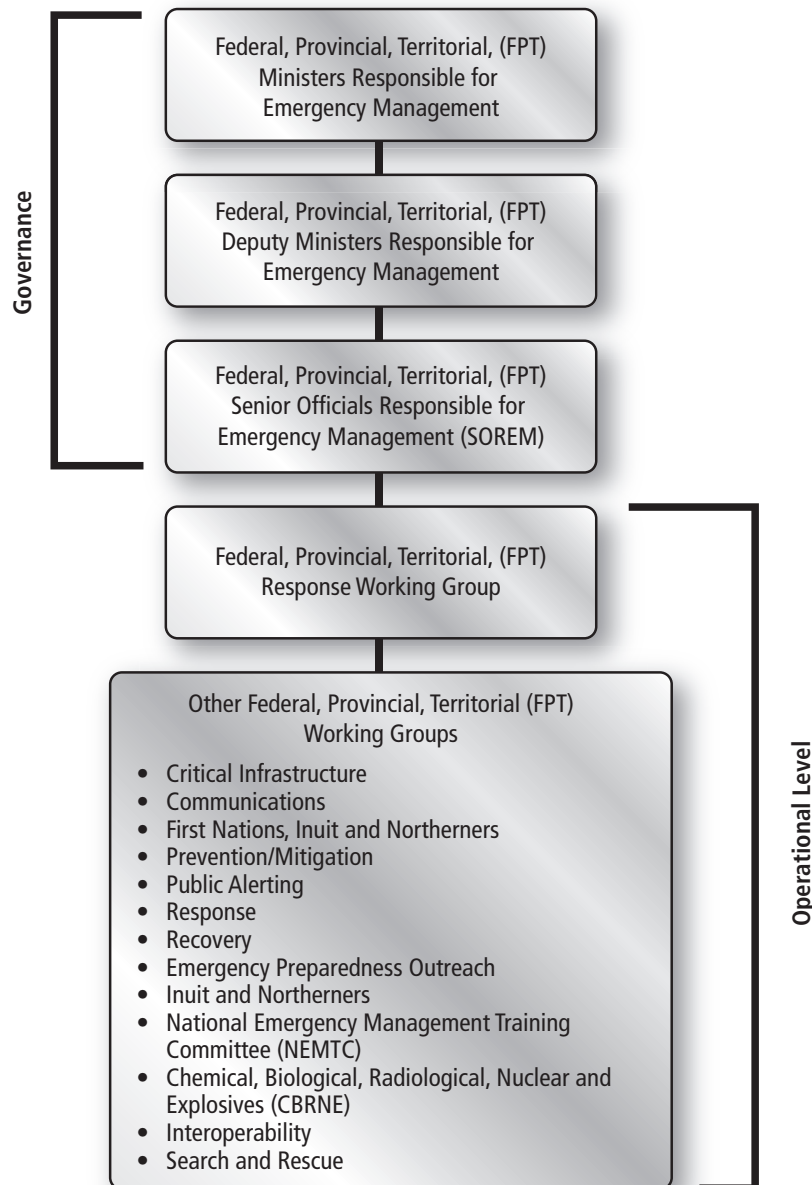 Governance
Federal, Provincial, Territorial, (FPT)
Ministers Responsible for
Emergency Management
Federal, Provincial, Territorial, (FPT)
Deputy Ministers Responsible for
Emergency Management
Federal, Provincial, Territorial, (FPT)
Senior Officials Responsible for
Emergency Management (SOREM)
Federal, Provincial, Territorial, (FPT)
Response Working Group
Other Federal, Provincial, Territorial (FPT)
Working Groups
• Critical Infrastructure
• Communications
• First Nations, Inuit and Northerners
• Prevention/Mitigation
• Public Alerting
• Response
• Recovery
• Emergency Preparedness Outreach
• Inuit and Northerners
• National Emergency Management Training
Committee (NEMTC)
• Chemical, Biological, Radiological, Nuclear and
Explosives (CBRNE)
• Interoperability
• Search and Rescue
Operational Level